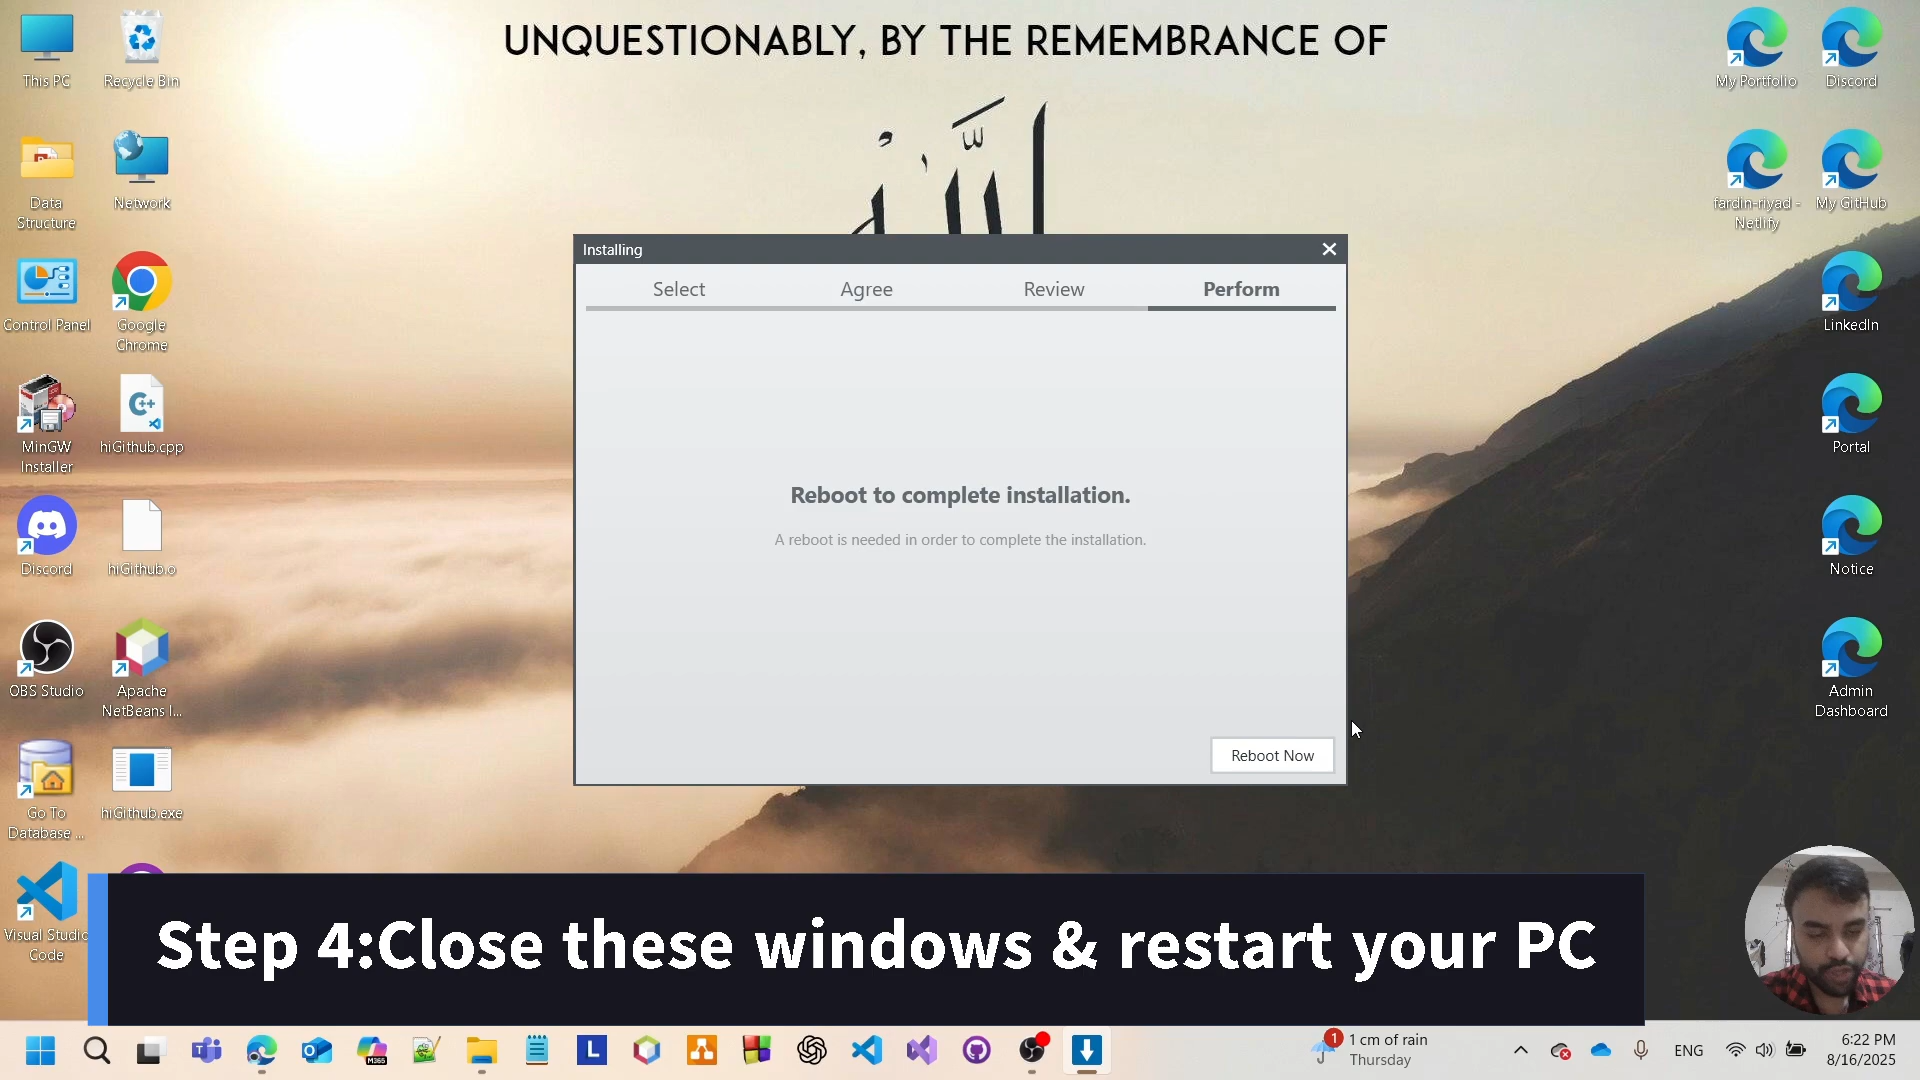 UNQUESTIONABLY, BY THE REMEMBRANCE OF
اللّٰه
This PC
Recycle Bin
My Portfolio
Discord
Data
Structure
Network
fardin-riyad -
Netlify
My GitHub
Control Panel
Google
Chrome
LinkedIn
MinGW
Installer
hiGithub.cpp
Portal
Discord
hiGithub.o
Notice
OBS Studio
Apache
NetBeans I...
Admin
Dashboard
Go To
Database ...
hiGithub.exe
Visual Studio
Code
Installing
Select
Agree
Review
Perform
Reboot to complete installation.
A reboot is needed in order to complete the installation.
Reboot Now
Step 4:Close these windows & restart your PC
M365
L
1
1 cm of rain
Thursday
ENG
6:22 PM
8/16/2025